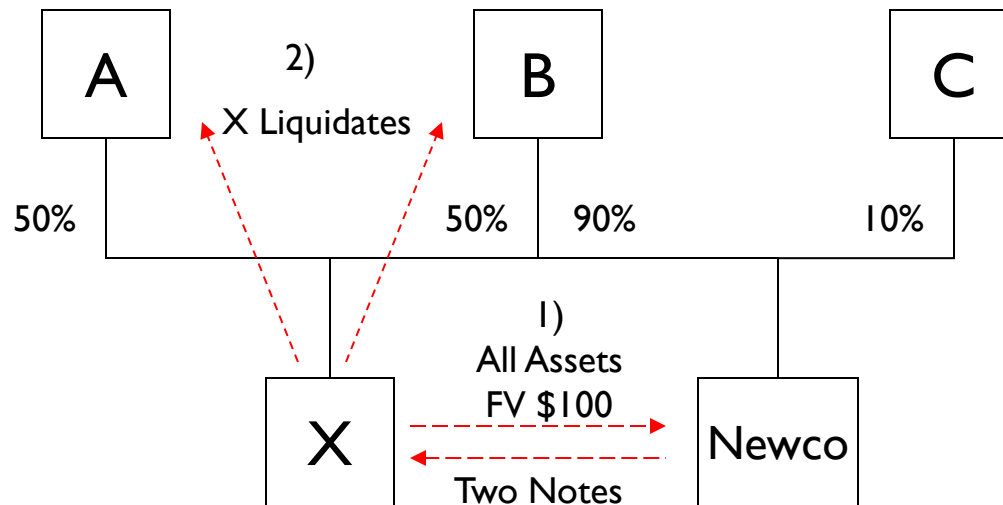 A
2)
X Liquidates
B
C
50%
50%
90%
10%
1)
All Assets
FV $100
X
Newco
Two Notes